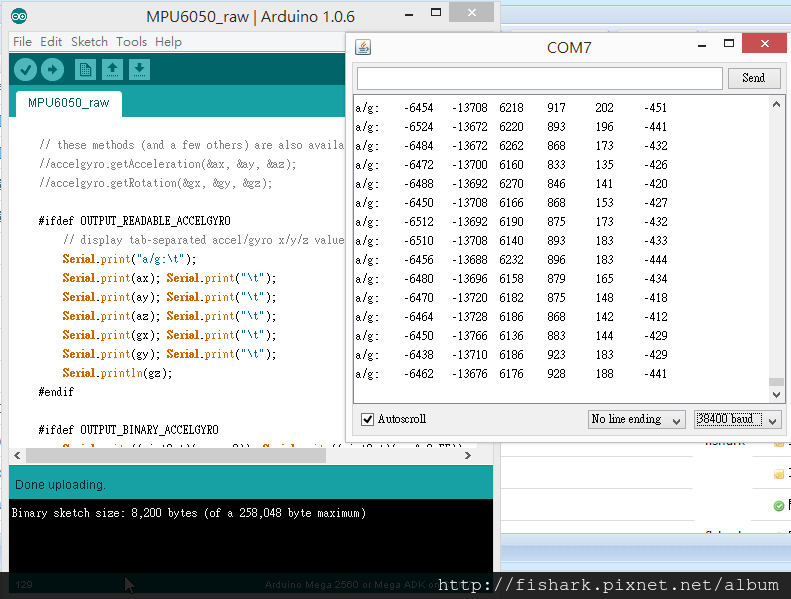 MPU6050_raw | Arduino 1.0.6
File Edit Sketch Tools Help
MPU6050_raw
// these methods (and a few others) are also availa
//accelgyro.getAcceleration(&ax, &ay, &az);
//accelgyro.getRotation(&gx, &gy, &gz);
#ifdef OUTPUT_READABLE_ACCELGYRO
// display tab-separated accel/gyro x/y/z value
Serial.print("a/g:\t");
Serial.print(ax); Serial.print("\t");
Serial.print(ay); Serial.print("\t");
Serial.print(az); Serial.print("\t");
Serial.print(gx); Serial.print("\t");
Serial.print(gy); Serial.print("\t");
Serial.println(gz);
#endif
#ifdef OUTPUT_BINARY_ACCELGYRO
Done uploading.
Binary sketch size: 8,200 bytes (of a 258,048 byte maximum)
129
Arduino Mega 2560 or Mega ADK on
COM7
Send
a/g: -6454 -13708 6218 917 202 -451
a/g: -6524 -13672 6220 893 196 -441
a/g: -6484 -13672 6262 868 173 -432
a/g: -6472 -13700 6160 833 135 -426
a/g: -6488 -13692 6270 846 141 -420
a/g: -6450 -13708 6166 868 153 -427
a/g: -6512 -13692 6190 875 173 -432
a/g: -6510 -13708 6140 893 183 -433
a/g: -6456 -13688 6232 896 183 -444
a/g: -6480 -13696 6158 879 165 -434
a/g: -6470 -13720 6182 875 148 -418
a/g: -6464 -13728 6186 868 142 -412
a/g: -6450 -13766 6136 883 144 -429
a/g: -6438 -13710 6186 923 183 -429
a/g: -6462 -13676 6176 928 188 -441
Autoscroll
No line ending
38400 baud
http://fishark.pixnet.net/album